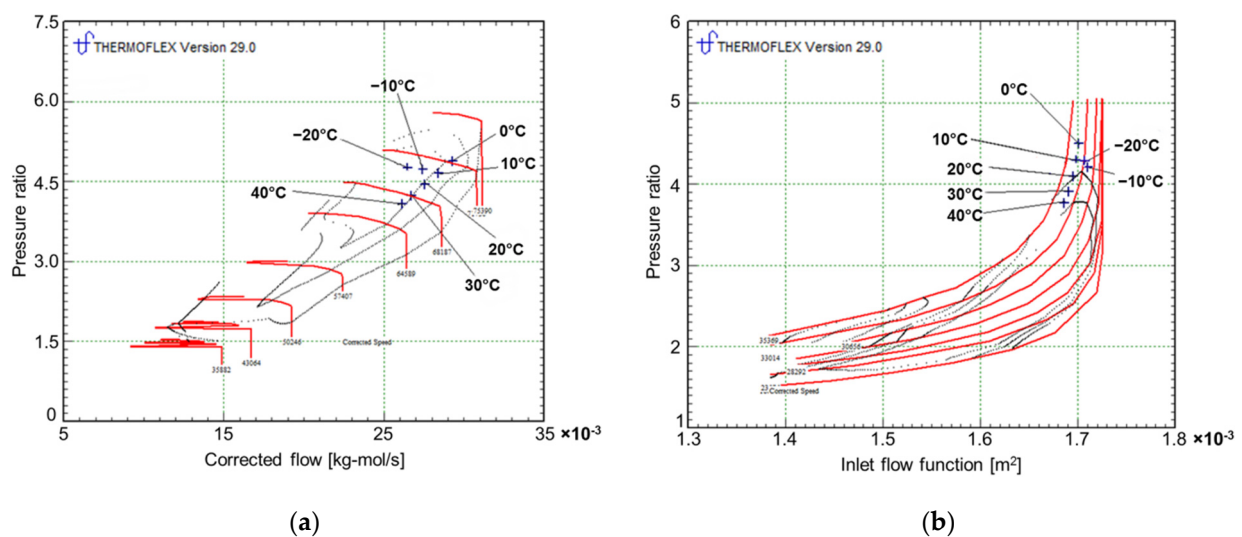 7.5
6.0
4.5
3.0
1.5
0
Pressure ratio
THERMOFLEX Version 29.0
−10°C
−20°C
0°C
10°C
40°C
20°C
30°C
75390
68187
64589
57407
50246
43064
35882
Corrected Speed
5
15
25
35
×10-3
Corrected flow [kg-mol/s]
(a)
6
5
4
3
2
1
Pressure ratio
THERMOFLEX Version 29.0
0°C
10°C
−20°C
20°C
−10°C
30°C
40°C
35369
33014
30656
28292
Corrected Speed
1.3
1.4
1.5
1.6
1.7
1.8
×10-3
Inlet flow function [m2]
(b)